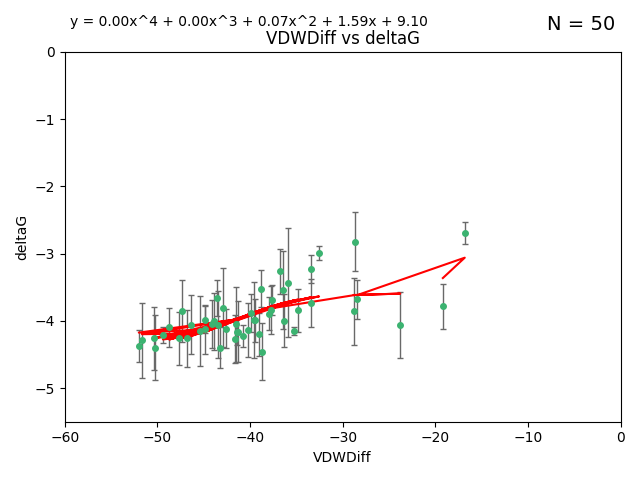 y = 0.00x^4 + 0.00x^3 + 0.07x^2 + 1.59x + 9.10
N = 50
VDWDiff vs deltaG
0
−1
−2
−3
−4
−5
deltaG
−60 −50 −40 −30 −20 −10 0
VDWDiff